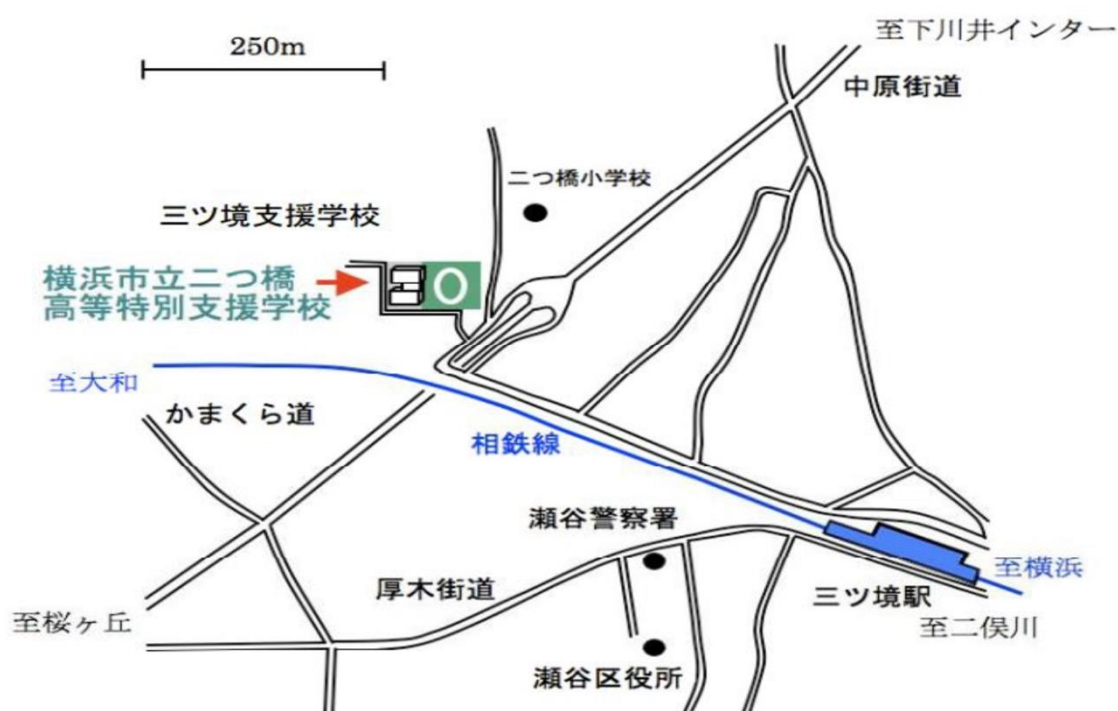 至下川井インター
250m
中原街道
二つ橋小学校
三ツ境支援学校
横浜市立二つ橋
高等特別支援学校
至大和
かまくら道
相鉄線
瀬谷警察署
至横浜
厚木街道
三ツ境駅
至桜ヶ丘
至二俣川
瀬谷区役所